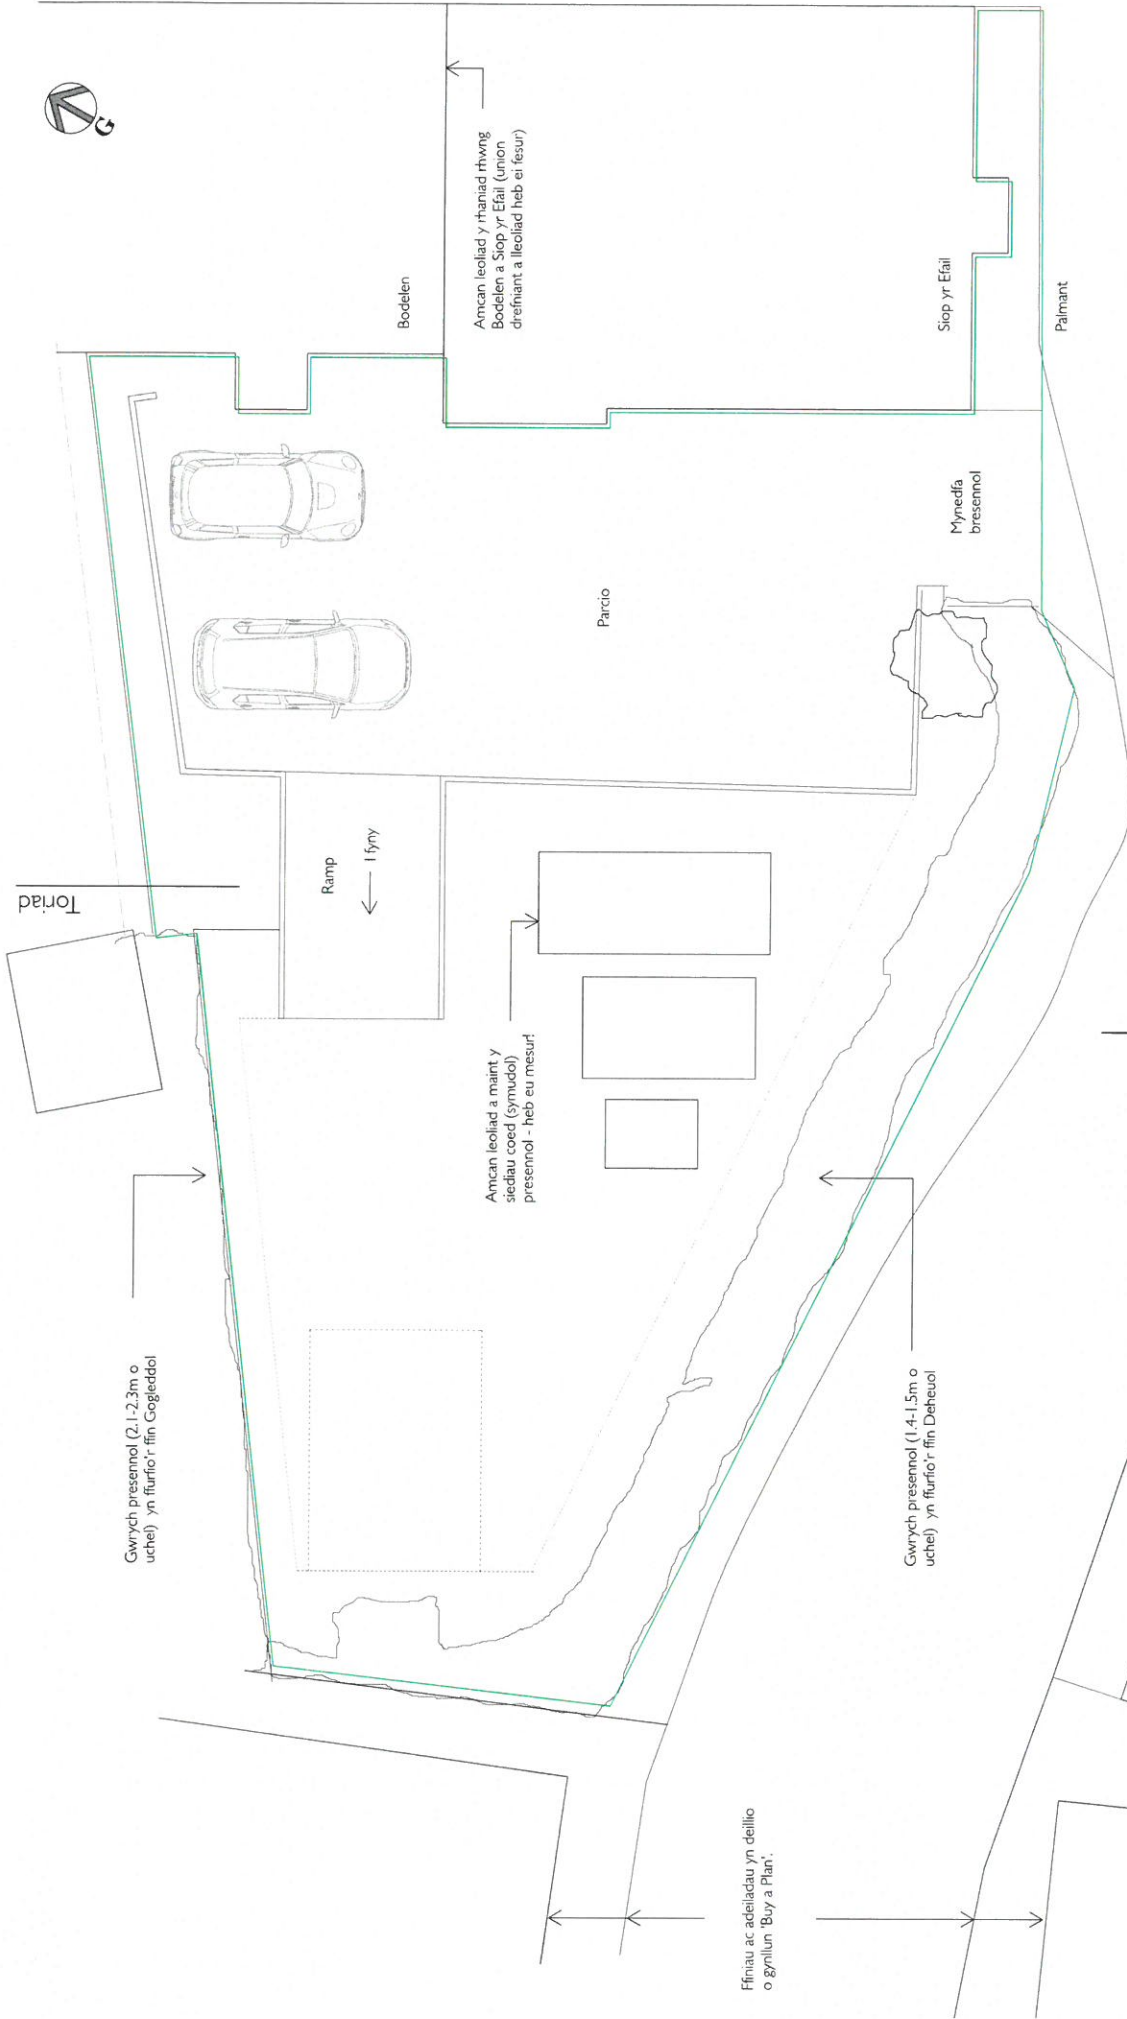 Toriad
G
Gwrych presennol (2.1-2.3m o
uchel) yn ffurfio'r ffin Gogleddol
Bodelen
Amcan leoliad y rhaniad rhwng
Bodelen a Siop yr Efail (union
drefniant a lleoliad heb ei fesur)
Ramp
I fyny
Amcan leoliad a maint y
siediau coed (symudol)
presennol - heb eu mesur!
Parcio
Siop yr Efail
Mynedfa
bresennol
Palmant
Gwrych presennol (1.4-1.5m o
uchel) yn ffurfio'r ffin Deheuol
Ffiniau ac adeiladau yn deillio
o gynllun 'Buy a Plan'.